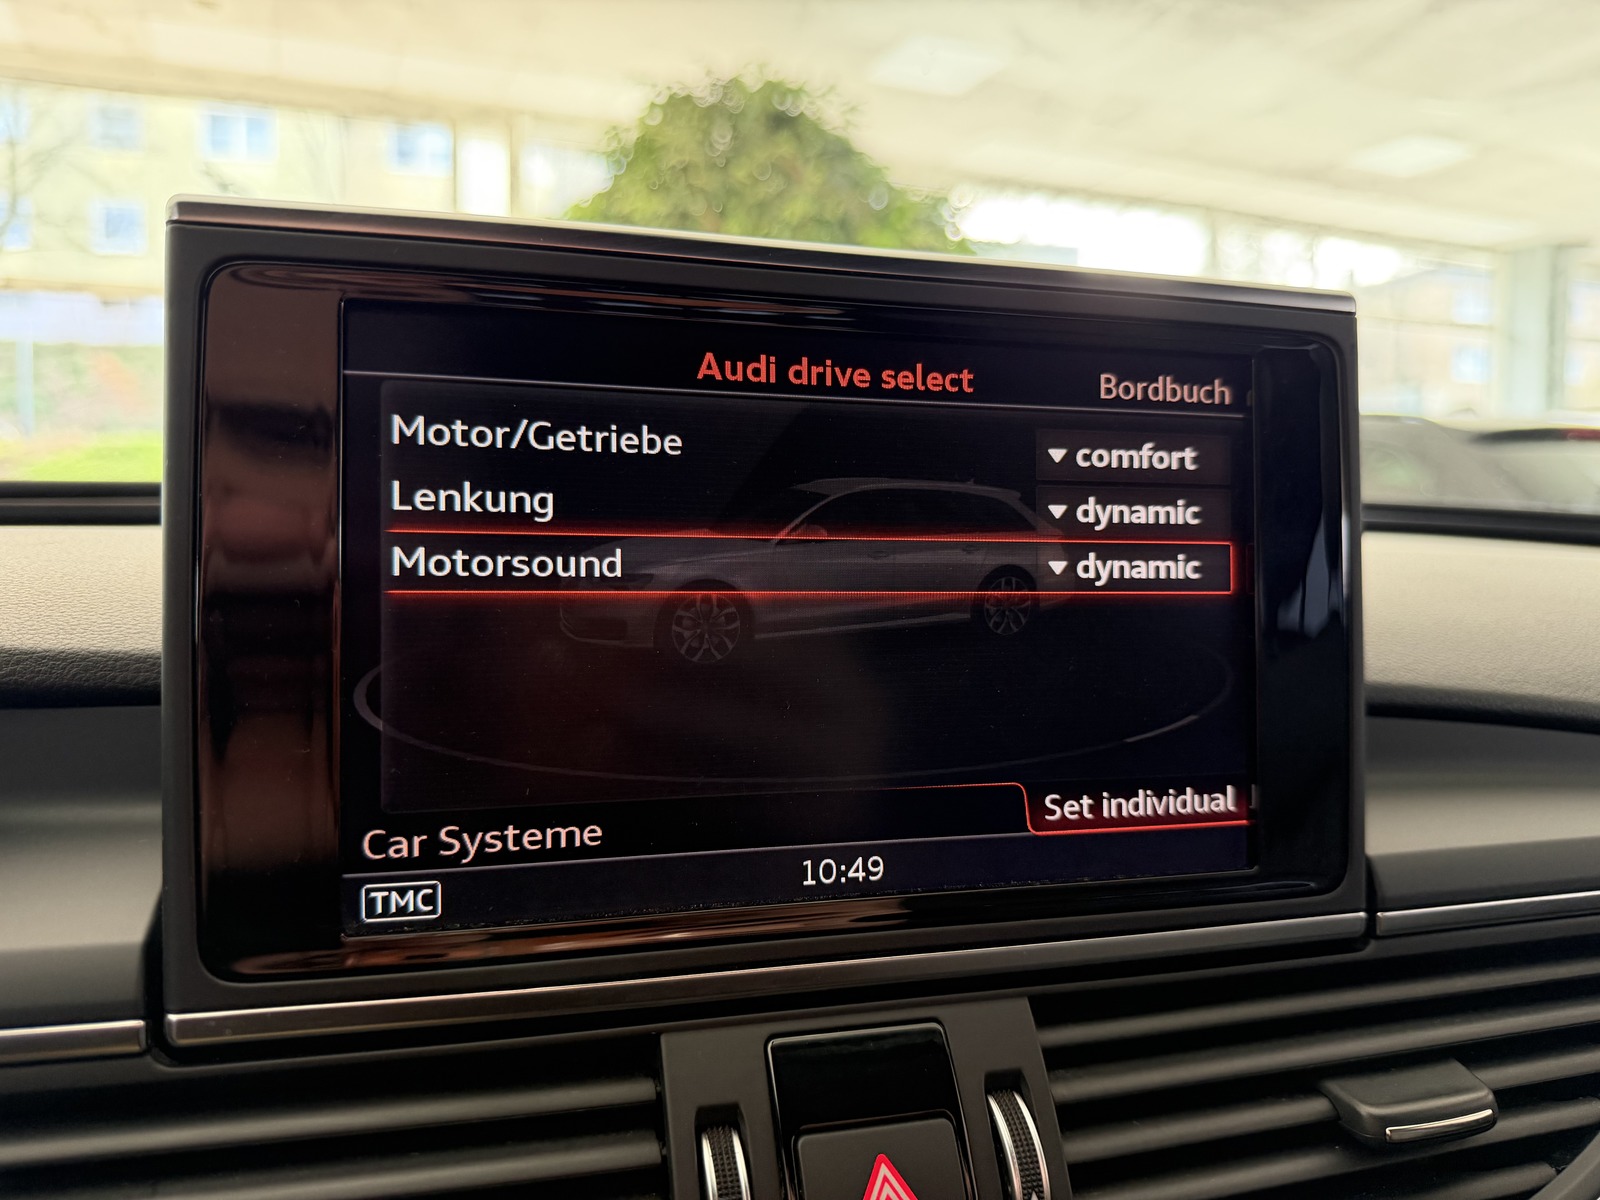 Audi drive select
Bordbuch
Motor/Getriebe
comfort
Lenkung
dynamic
Motorsound
dynamic
Set individual
Car Systeme
10:49
TMC